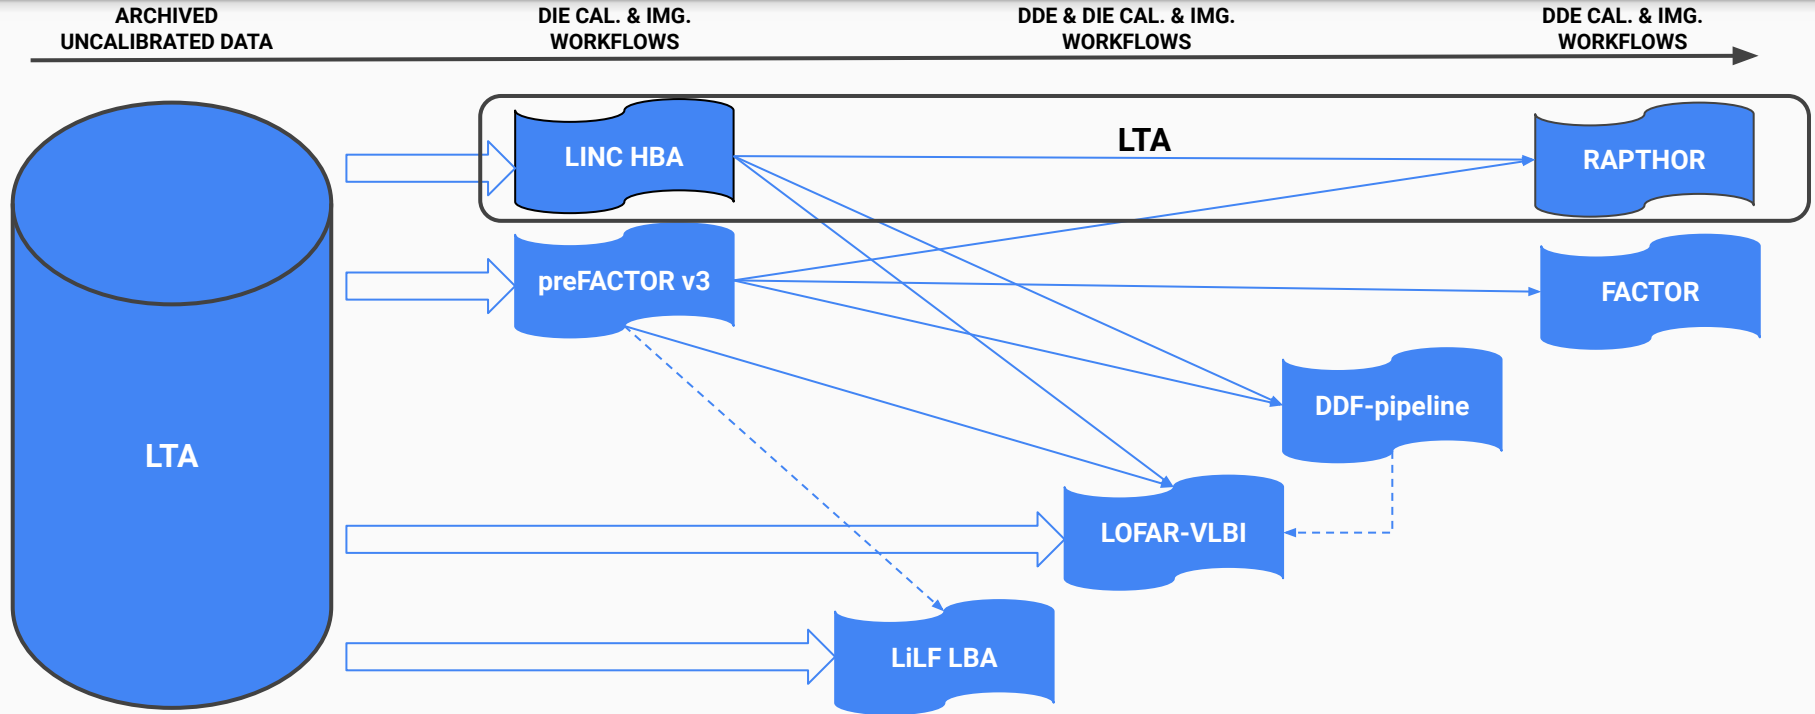 ARCHIVED
UNCALIBRATED DATA
DIE CAL. & IMG.
WORKFLOWS
DDE & DIE CAL. & IMG.
WORKFLOWS
DDE CAL. & IMG.
WORKFLOWS
LTA
LINC HBA
RAPTHOR
preFACTOR v3
FACTOR
DDF-pipeline
LTA
LOFAR-VLBI
LiLF LBA